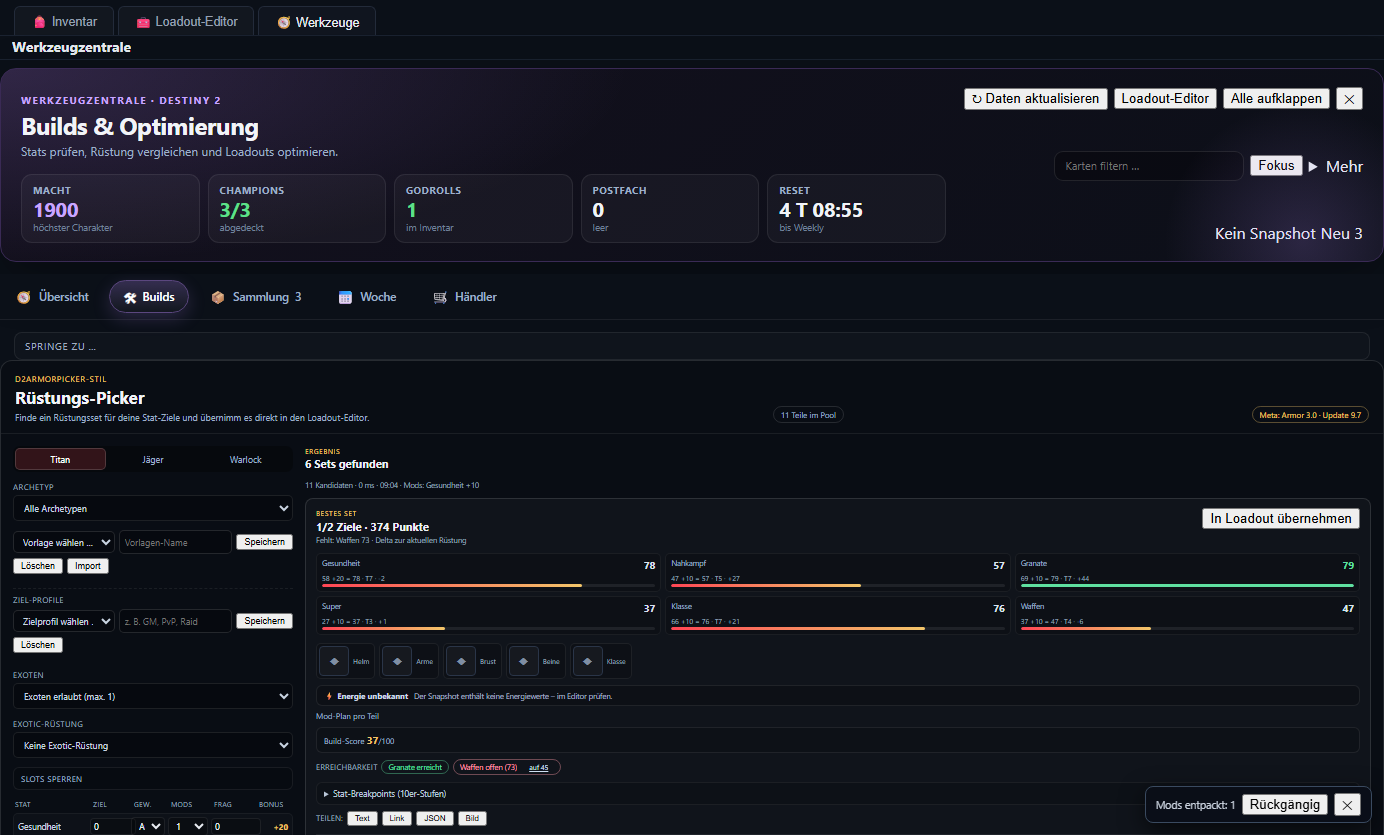 Inventar
Loadout-Editor
Werkzeuge
Werkzeugzentrale
WERKZEUGZENTRALE · DESTINY 2
Builds & Optimierung
Stats prüfen, Rüstung vergleichen und Loadouts optimieren.
↻ Daten aktualisieren
Loadout-Editor
Alle aufklappen
Karten filtern ...
Fokus
▶ Mehr
MACHT
1900
höchster Charakter
CHAMPIONS
3/3
abgedeckt
GODROLLS
1
im Inventar
POSTFACH
0
leer
RESET
4 T 08:55
bis Weekly
Kein Snapshot Neu 3
Übersicht
Builds
Sammlung 3
Woche
Händler
SPRINGE ZU ...
D2ARMORPICKER-STIL
Rüstungs-Picker
Finde ein Rüstungsset für deine Stat-Ziele und übernimm es direkt in den Loadout-Editor.
11 Teile im Pool
Meta: Armor 3.0 · Update 9.7
Titan
Jäger
Warlock
ARCHETYP
Alle Archetypen
Vorlage wählen ...
Vorlagen-Name
Speichern
Löschen
Import
ZIEL-PROFILE
Zielprofil wählen .
z. B. GM, PvP, Raid
Speichern
Löschen
EXOTEN
Exoten erlaubt (max. 1)
EXOTIC-RÜSTUNG
Keine Exotic-Rüstung
SLOTS SPERREN
STAT ZIEL GEW. MODS FRAG BONUS
Gesundheit 0 A 1 0 +20
ERGEBNIS
6 Sets gefunden
11 Kandidaten · 0 ms · 09:04 · Mods: Gesundheit +10
BESTES SET
1/2 Ziele · 374 Punkte
Fehlt: Waffen 73 · Delta zur aktuellen Rüstung
In Loadout übernehmen
Gesundheit 78
58 +20 = 78 · T7 · -2
Nahkampf 57
47 +10 = 57 · T5 · +27
Granate 79
69 +10 = 79 · T7 · +44
Super 37
27 +10 = 37 · T3 · +1
Klasse 76
66 +10 = 76 · T7 · +21
Waffen 47
37 +10 = 47 · T4 · -6
Helm
Arme
Brust
Beine
Klasse
Energie unbekannt Der Snapshot enthält keine Energiewerte – im Editor prüfen.
Mod-Plan pro Teil
Build-Score 37/100
ERREICHBARKEIT Granate erreicht Waffen offen (73) auf 45
▶ Stat-Breakpoints (10er-Stufen)
TEILEN: Text Link JSON Bild
Mods entpackt: 1 Rückgängig